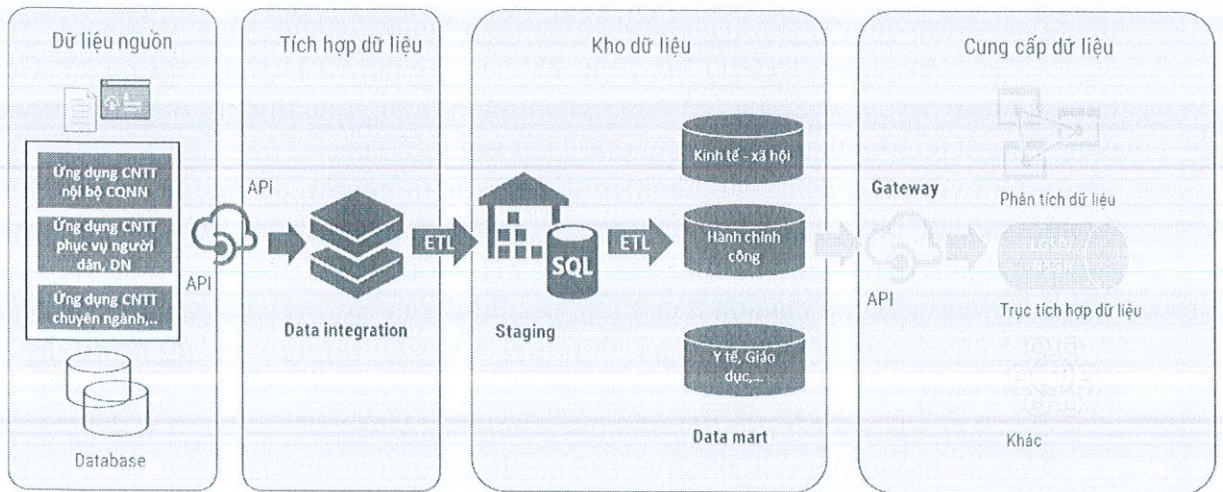 Dữ liệu nguồn
Ứng dụng CNTT
nội bộ CQNN
Ứng dụng CNTT
phục vụ người
dân, DN
Ứng dụng CNTT
chuyên ngành,..
Database
API
Tích hợp dữ liệu
API
Data integration
ETL
Kho dữ liệu
Staging
SQL
ETL
Kinh tế - xã hội
Hành chính
công
Y tế, Giáo
dục,...
Data mart
Cung cấp dữ liệu
Gateway
API
Phân tích dữ liệu
Trục tích hợp dữ liệu
Khác